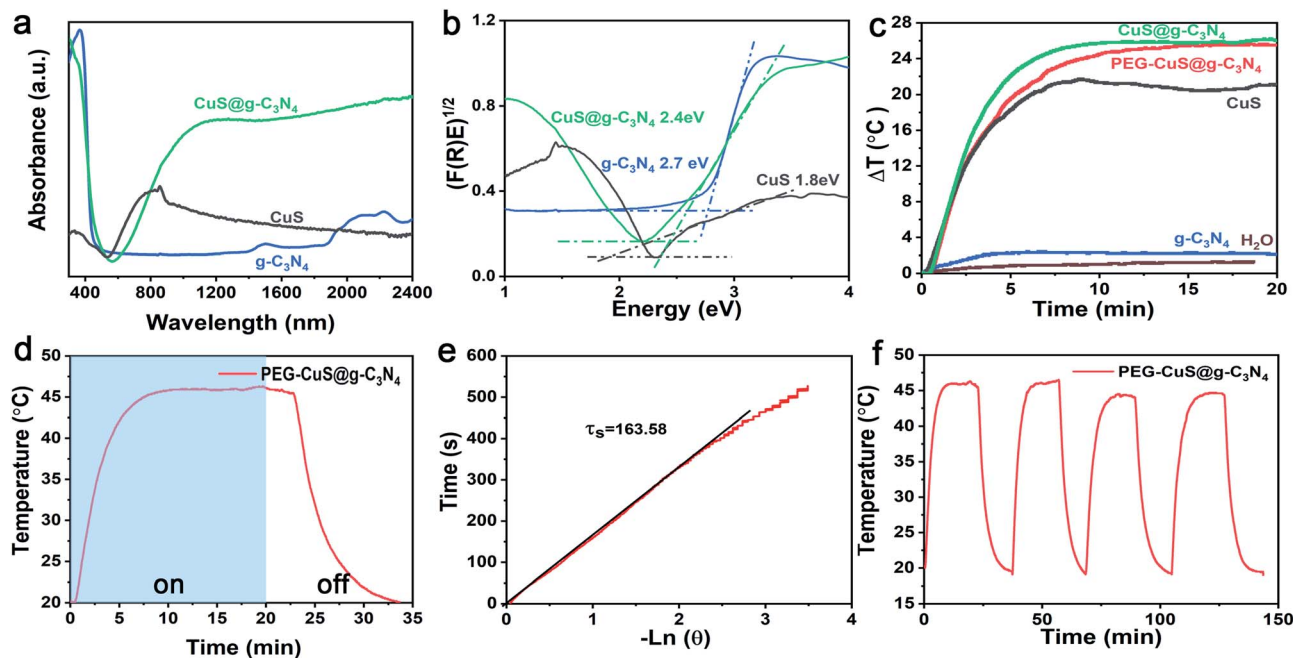 a
Absorbance (a.u.)
CuS@g-C₃N₄
CuS
g-C₃N₄
300 800 1200 1600 2000 2400
Wavelength (nm)
b
(F(R)E)^1/2
1.2
0.8
0.4
0.0
CuS@g-C₃N₄ 2.4eV
g-C₃N₄ 2.7 eV
CuS 1.8eV
1 2 3 4
Energy (eV)
c
ΔT (°C)
28
24
20
16
12
8
4
0
CuS@g-C₃N₄
PEG-CuS@g-C₃N₄
CuS
g-C₃N₄
H₂O
0 5 10 15 20
Time (min)
d
Temperature (°C)
50
45
40
35
30
25
20
PEG-CuS@g-C₃N₄
on
off
0 5 10 15 20 25 30 35
Time (min)
e
Time (s)
600
500
400
300
200
100
0
τs=163.58
0 1 2 3 4
-Ln (θ)
f
Temperature (°C)
50
45
40
35
30
25
20
15
PEG-CuS@g-C₃N₄
0 50 100 150
Time (min)